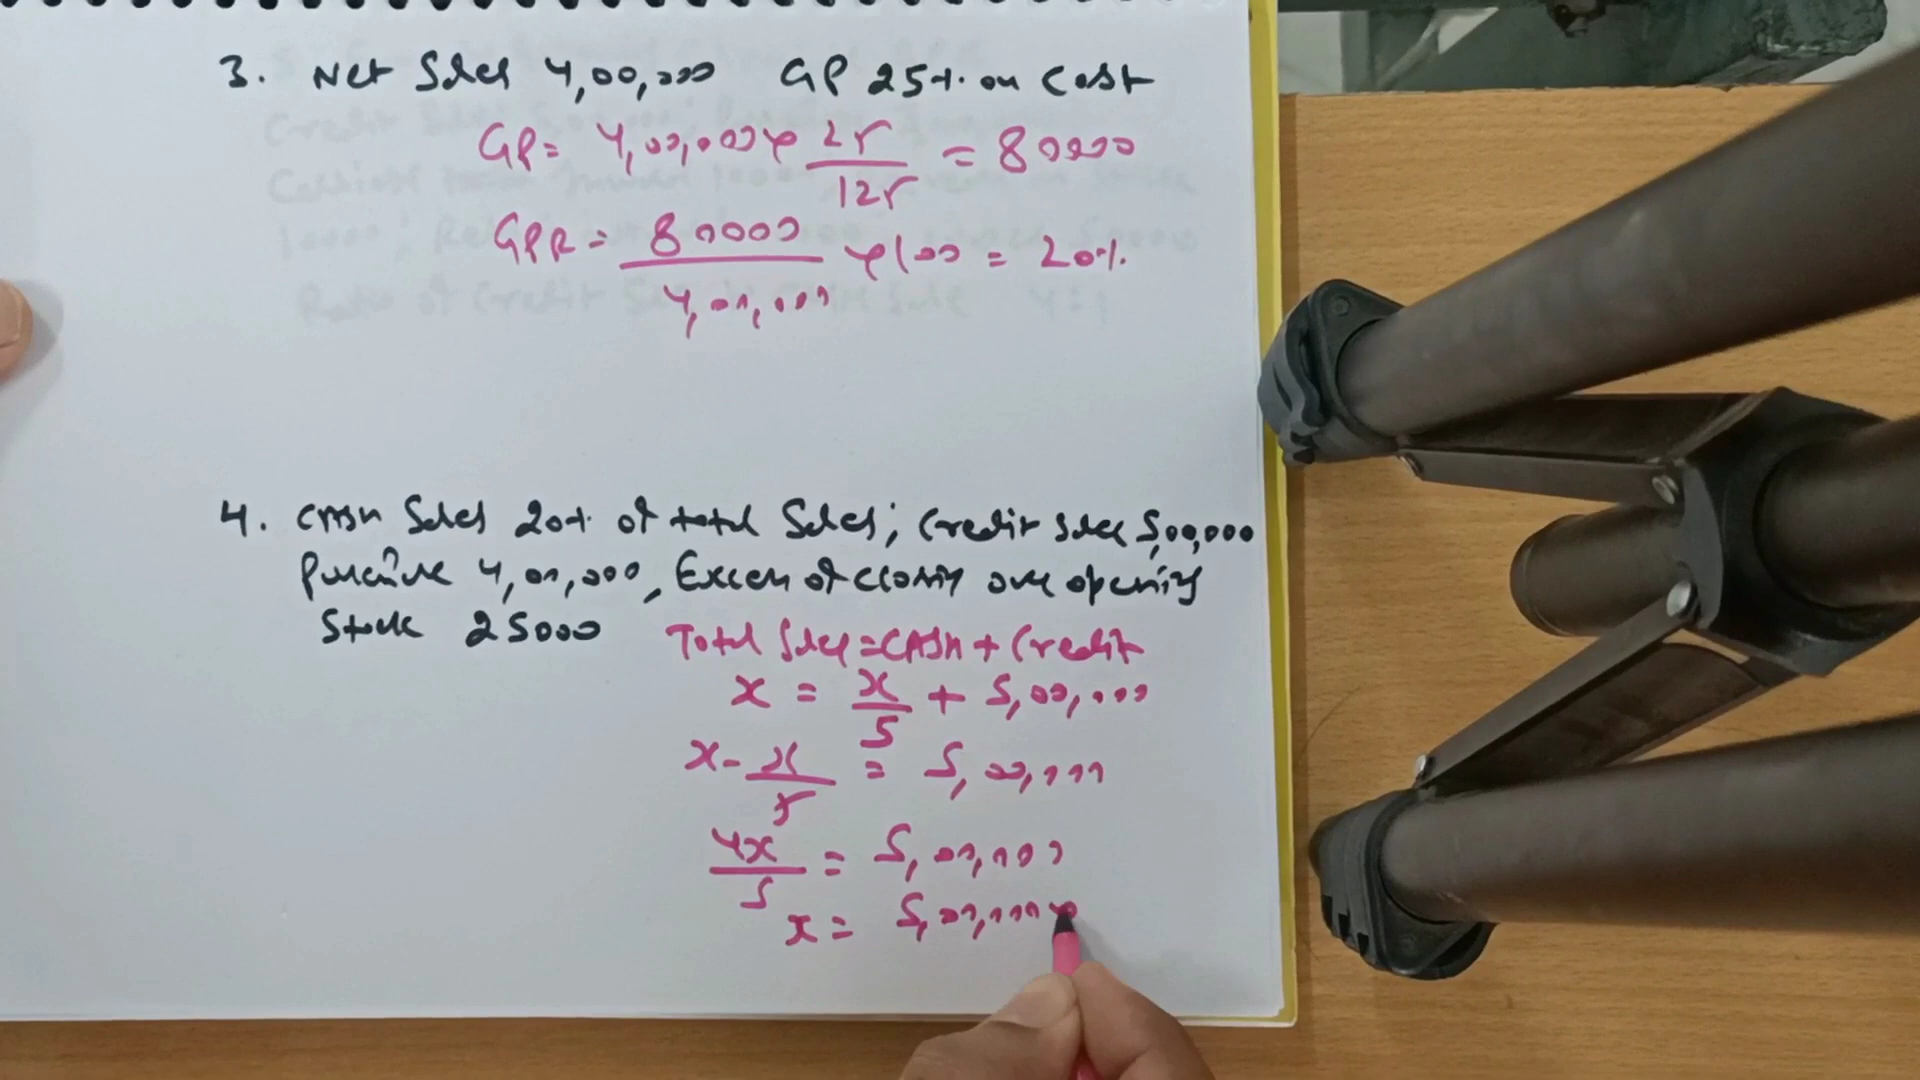 3. Net Sales 4,00,000 GP 25% on Cost
GP = 4,00,000 × 25/125 = 80000
GPR = 80000/4,00,000 × 100 = 20%
4. Cash Sales 20% of total Sales; Credit Sales 5,00,000
Purchase 4,00,000, Excess of closing over opening
Stock 25000
Total Sales = Cash + Credit
x = x/5 + 5,00,000
x - x/5 = 5,00,000
4x/5 = 5,00,000
x = 5,00,000 ×